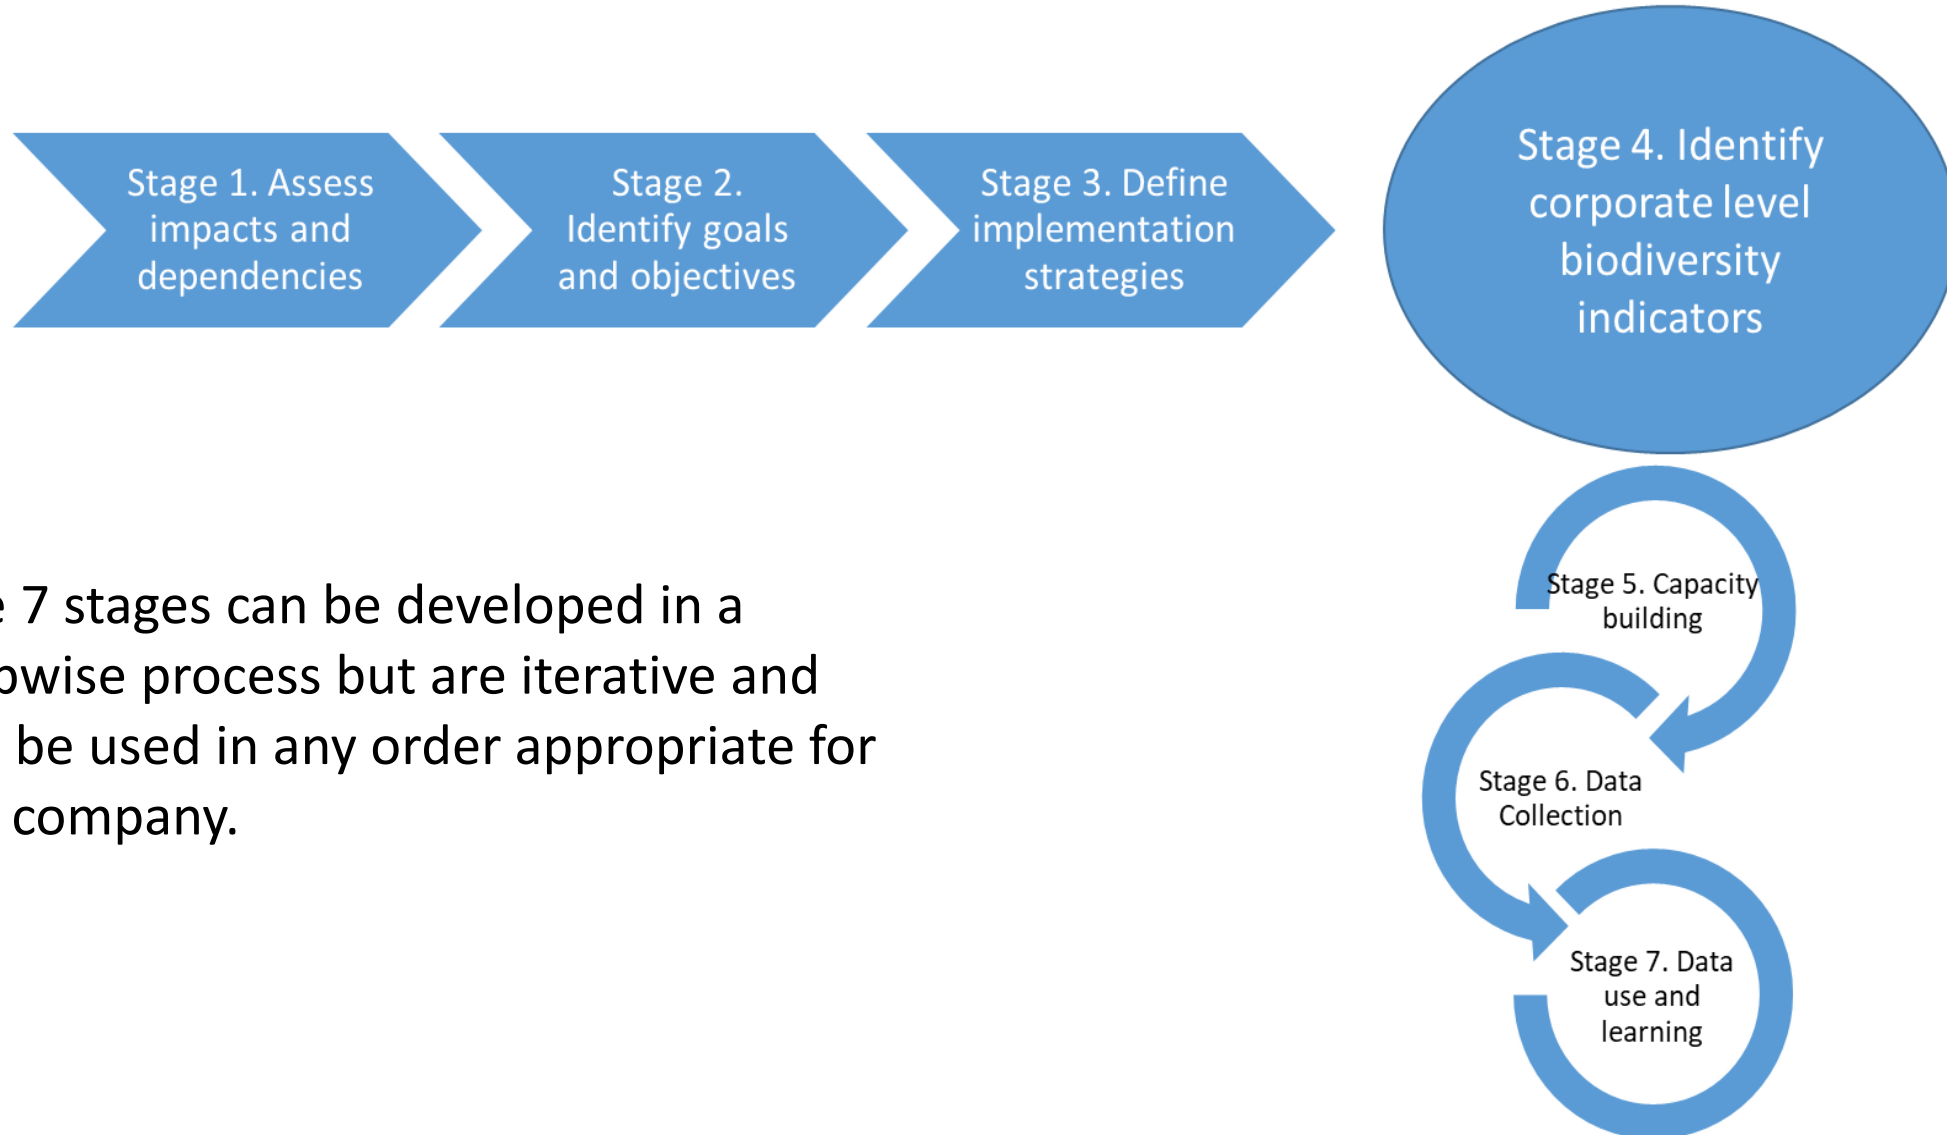 Stage 1. Assess
impacts and
dependencies
Stage 2.
Identify goals
and objectives
Stage 3. Define
implementation
strategies
Stage 4. Identify
corporate level
biodiversity
indicators
Stage 5. Capacity
building
Stage 6. Data
Collection
Stage 7. Data
use and
learning
7 stages can be developed in a
process but are iterative and
be used in any order appropriate for
company.